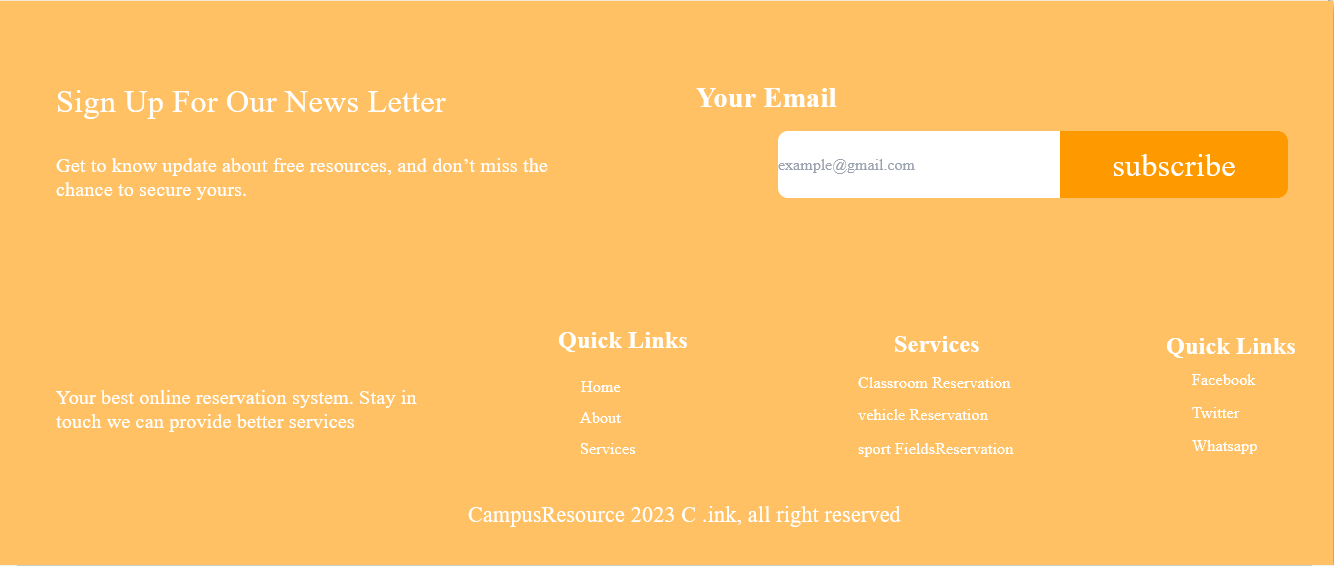 Sign Up For Our News Letter
Get to know update about free resources, and don’t miss the
chance to secure yours.
Your Email
example@gmail.com
subscribe
Your best online reservation system. Stay in
touch we can provide better services
Quick Links
Home
About
Services
Services
Classroom Reservation
vehicle Reservation
sport FieldsReservation
Quick Links
Facebook
Twitter
Whatsapp
CampusResource 2023 C .ink, all right reserved